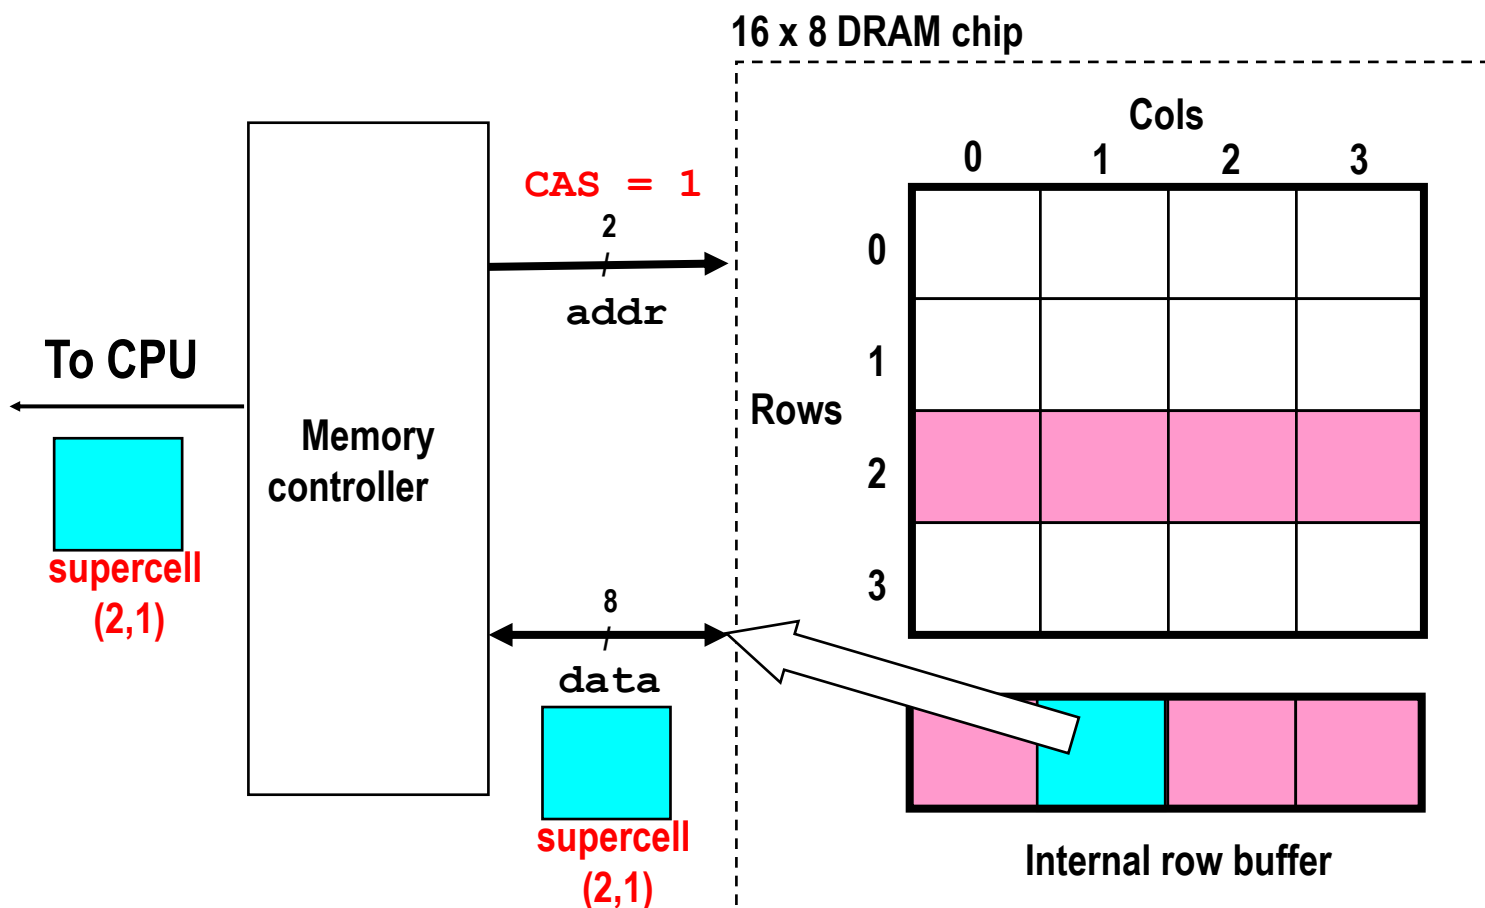 16 x 8 DRAM chip
Cols
0 1 2 3
CAS = 1
2
addr
0
1
Rows
2
3
To CPU
Memory
controller
supercell
(2,1)
8
data
supercell
(2,1)
Internal row buffer